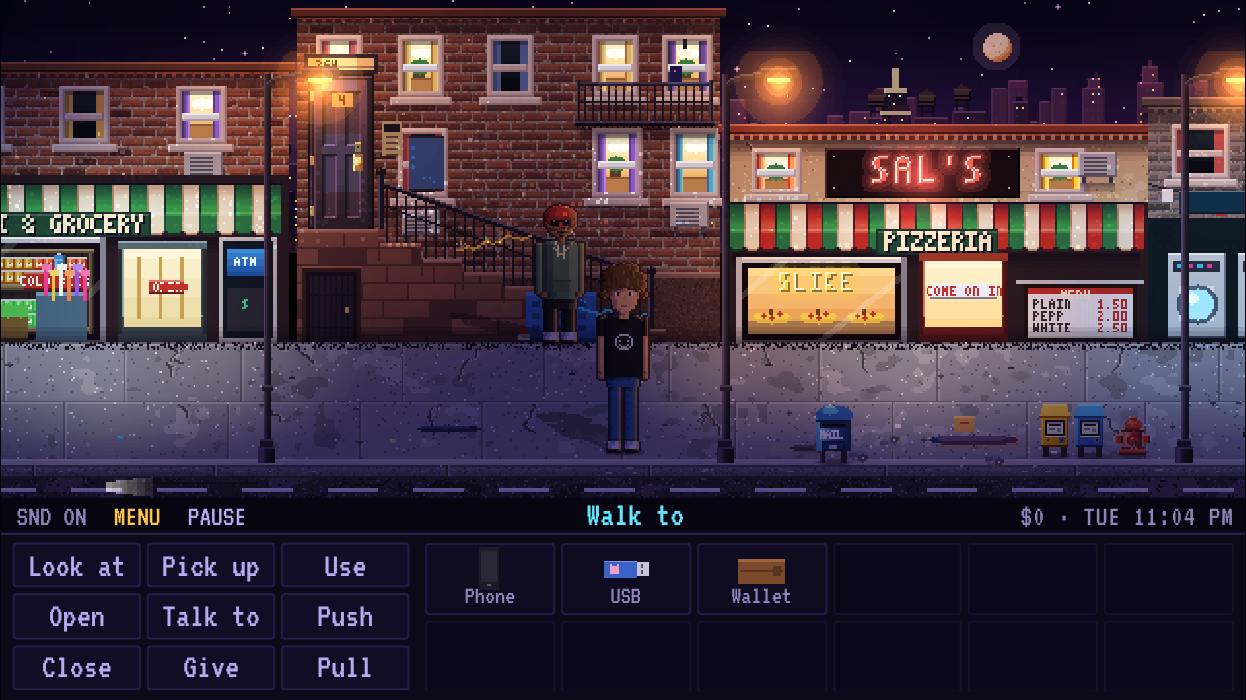 4
SAL'S
T & GROCERY
PIZZERIA
ATM
$
SLICE
COME ON IN
MENU
PLAIN 1.50
PEPP 2.00
WHITE 2.50
MAIL
SND ON MENU PAUSE
Walk to
$0 · TUE 11:04 PM
Look at Pick up Use
Open Talk to Push
Close Give Pull
Phone USB Wallet